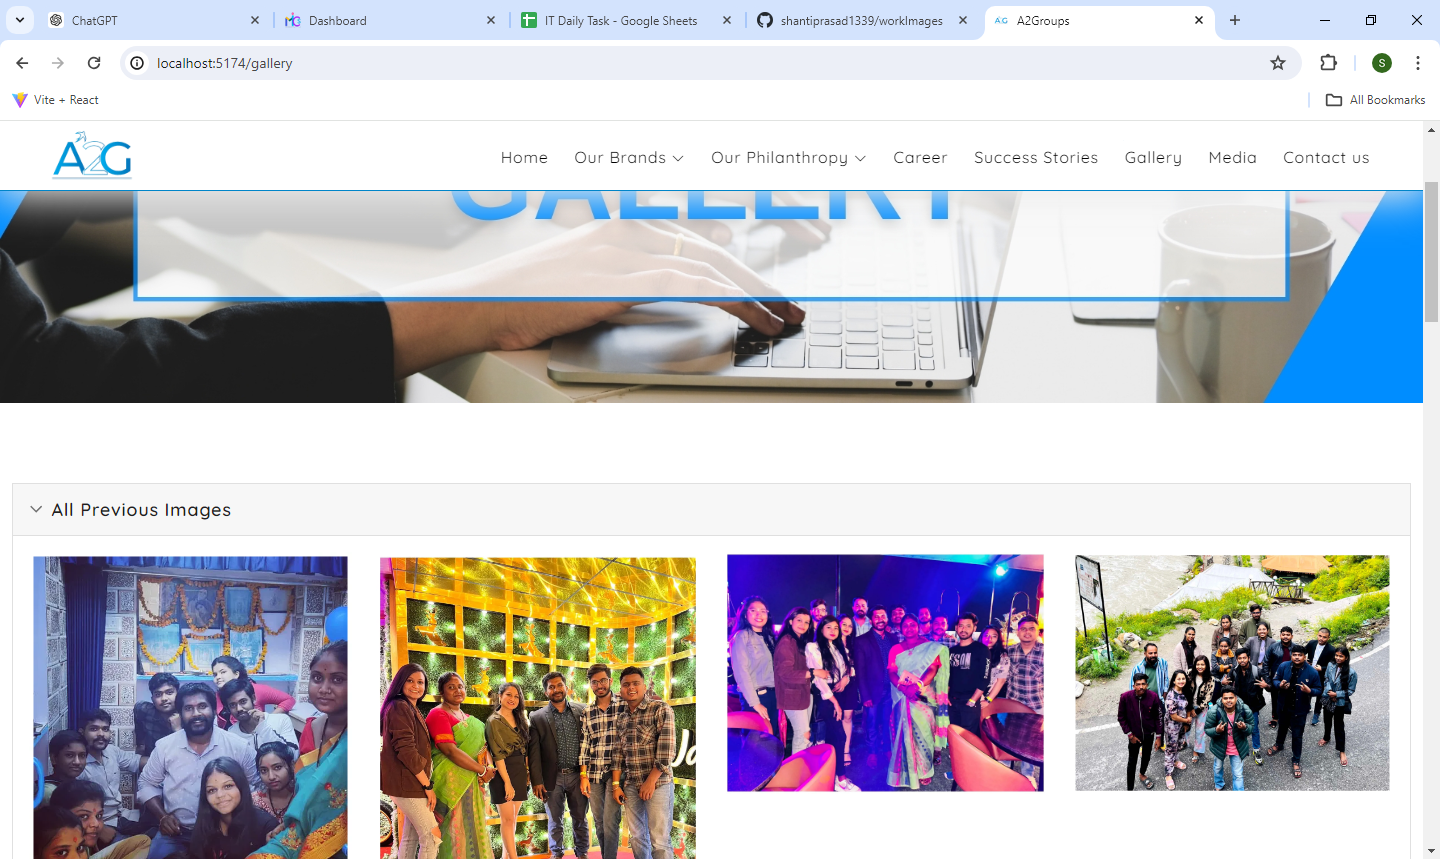 ChatGPT
Dashboard
IT Daily Task - Google Sheets
shantiprasad1339/workImages
A2Groups
localhost:5174/gallery
S
Vite + React
All Bookmarks
A2G
Home
Our Brands
Our Philanthropy
Career
Success Stories
Gallery
Media
Contact us
GALLERY
All Previous Images